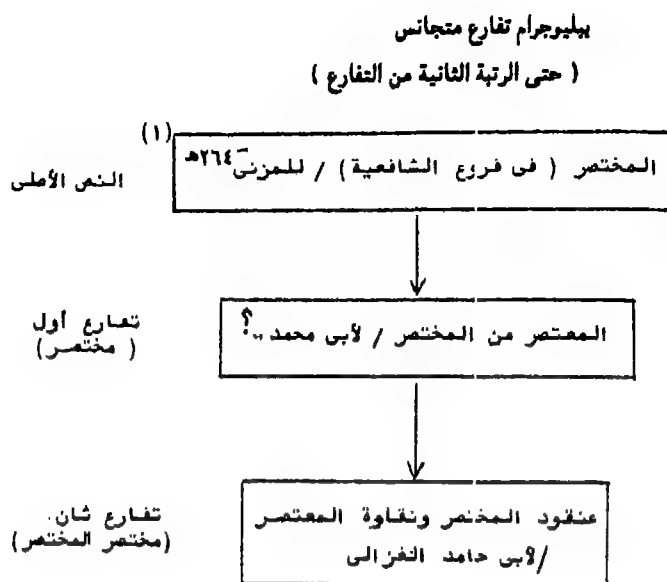 ببليوجرام تفارع متجانس
( حتى الرتبة الثانية من التفارع )
(١)
النص الأصلى
المختصر ( فى فروع الشافعية ) / للمزنى ٢٦٤هـ
تفارع أول
( مختصر )
المعتصر من المختصر / لأبى محمد ..؟
تفارع ثان.
(مختصر المختصر)
عنقود المختصر ونقاوة المعتصر
/لأبى حامد الغزالى